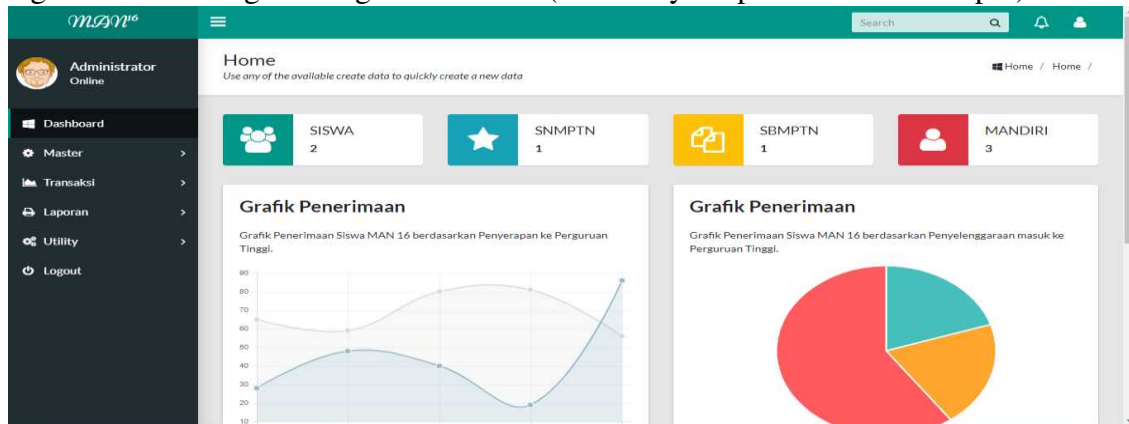 MAN16
Search
Administrator
Online
Home
Use any of the available create data to quickly create a new data
Home / Home /
Dashboard
Master
Transaksi
Laporan
Utility
Logout
SISWA
2
SNMPTN
1
SBMPTN
1
MANDIRI
3
Grafik Penerimaan
Grafik Penerimaan Siswa MAN 16 berdasarkan Penyerapan ke Perguruan
Tinggi.
90
80
70
60
50
40
30
20
10
Grafik Penerimaan
Grafik Penerimaan Siswa MAN 16 berdasarkan Penyelenggaraan masuk ke
Perguruan Tinggi.